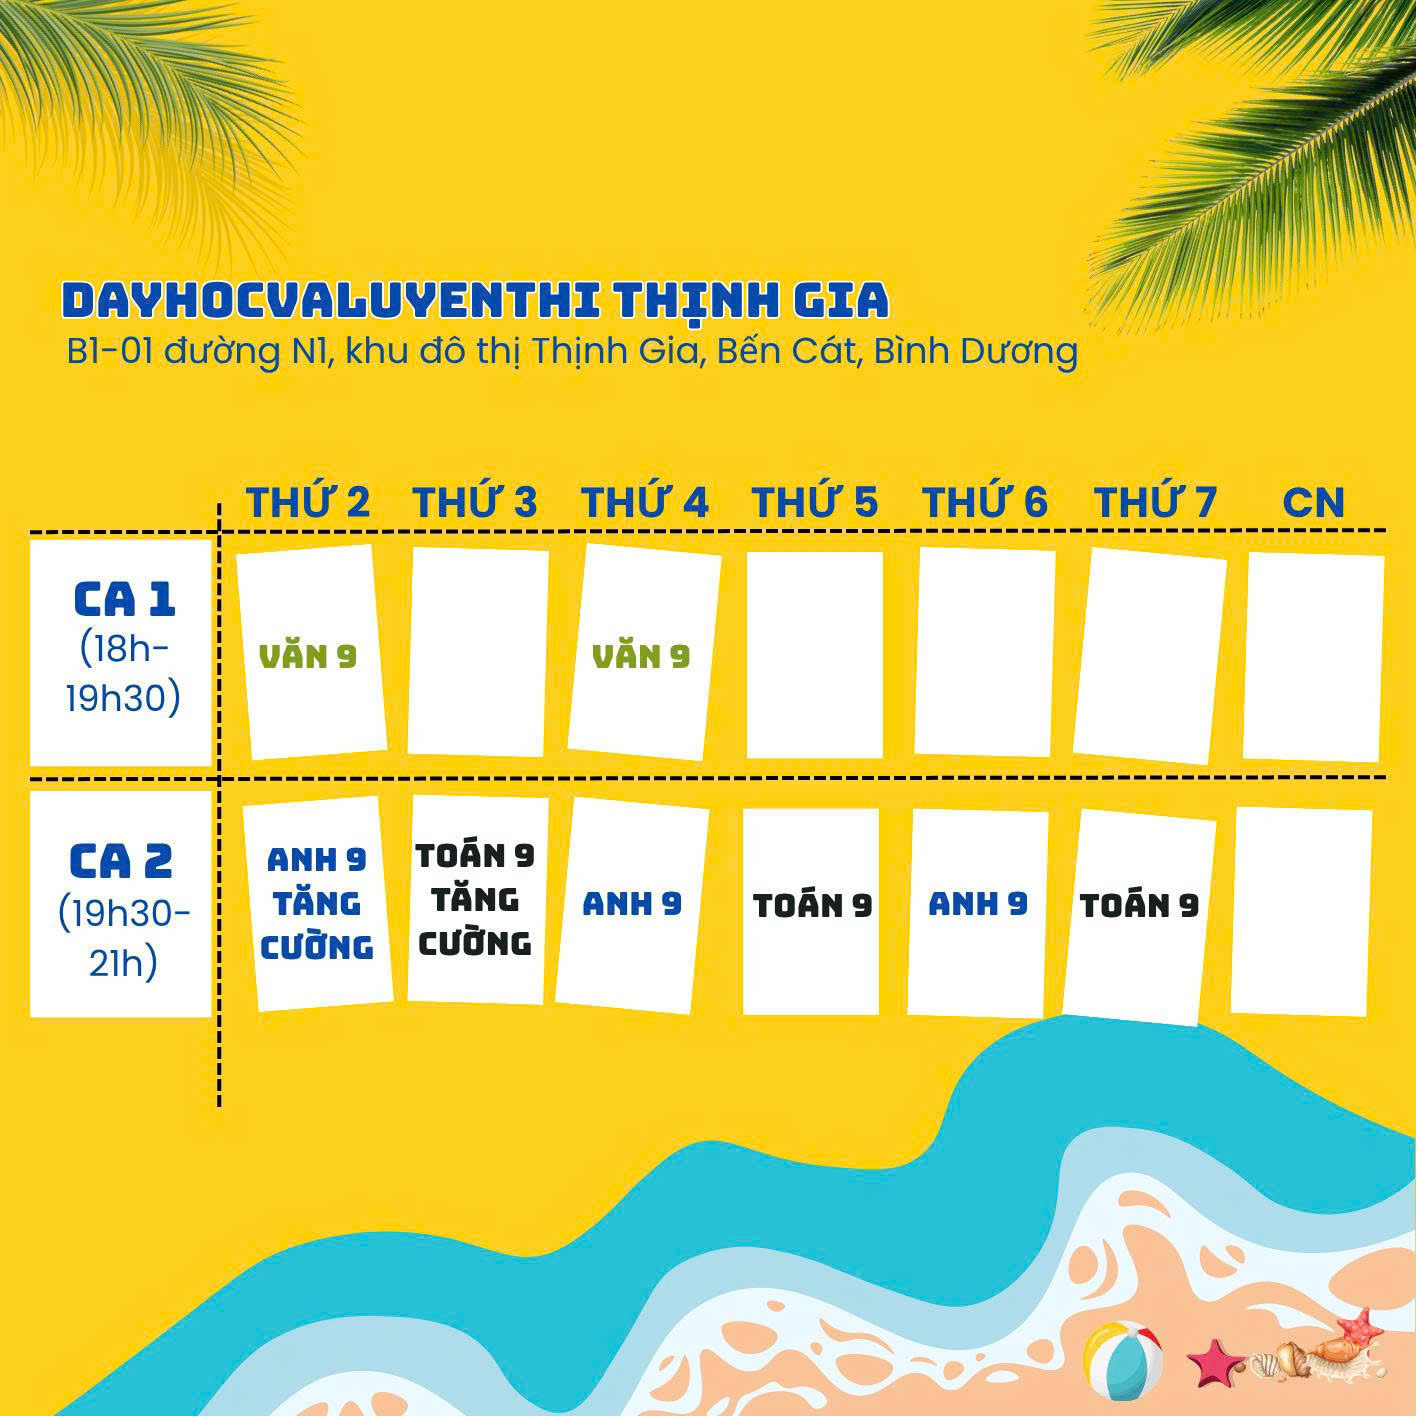 DAYHOCVALUYENTHI THỊNH GIA
B1-01 đường N1, khu đô thị Thịnh Gia, Bến Cát, Bình Dương
THỨ 2 THỨ 3 THỨ 4 THỨ 5 THỨ 6 THỨ 7 CN
CA 1
(18h-
19h30)
VĂN 9
VĂN 9
CA 2
(19h30-
21h)
ANH 9
TĂNG
CƯỜNG
TOÁN 9
TĂNG
CƯỜNG
ANH 9
TOÁN 9
ANH 9
TOÁN 9